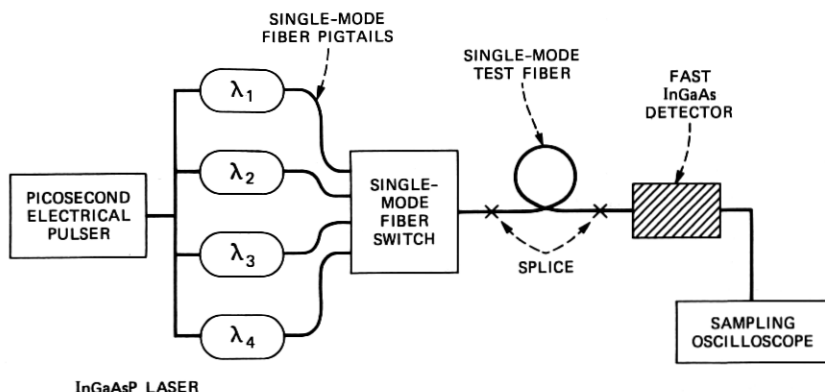 SINGLE-MODE
FIBER PIGTAILS
SINGLE-MODE
TEST FIBER
FAST
InGaAs
DETECTOR
λ1
λ2
λ3
λ4
PICOSECOND
ELECTRICAL
PULSER
SINGLE-
MODE
FIBER
SWITCH
SPLICE
SAMPLING
OSCILLOSCOPE
InGaAsP LASER